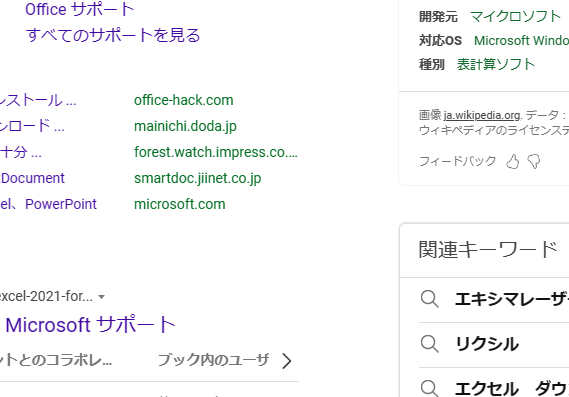 Office サポート
すべてのサポートを見る
ンストール ... office-hack.com
ンロード ... mainichi.doda.jp
十分 ... forest.watch.impress.co....
Document smartdoc.jiinet.co.jp
el、PowerPoint microsoft.com
excel-2021-for...
Microsoft サポート
ントとのコラボレ... ブック内のユーザ
開発元 マイクロソフト
対応OS Microsoft Windo
種別 表計算ソフト
画像 ja.wikipedia.org. データ：
ウィキペディアのライセンス
フィードバック
関連キーワード
エキシマレーザー
リクシル
エクセル ダウ